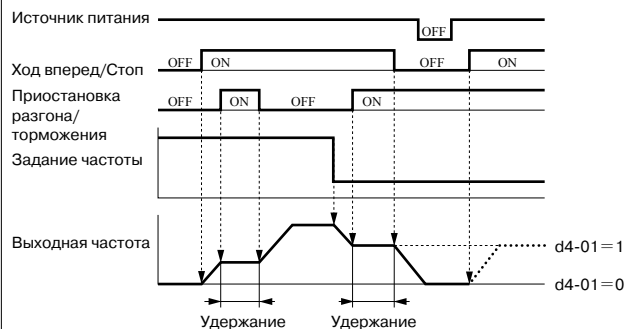 Источник питания
OFF
Ход вперед/Стоп
OFF ON OFF ON
Приостановка
разгона/
торможения
OFF ON OFF ON
Задание частоты
Выходная частота
d4-01=1
d4-01=0
Удержание Удержание